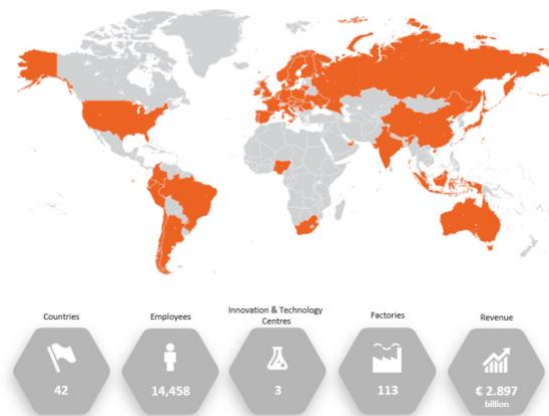 Countries
Employees
Innovation & Technology
Centres
Factories
Revenue
42
14,458
3
113
€ 2.897
billion